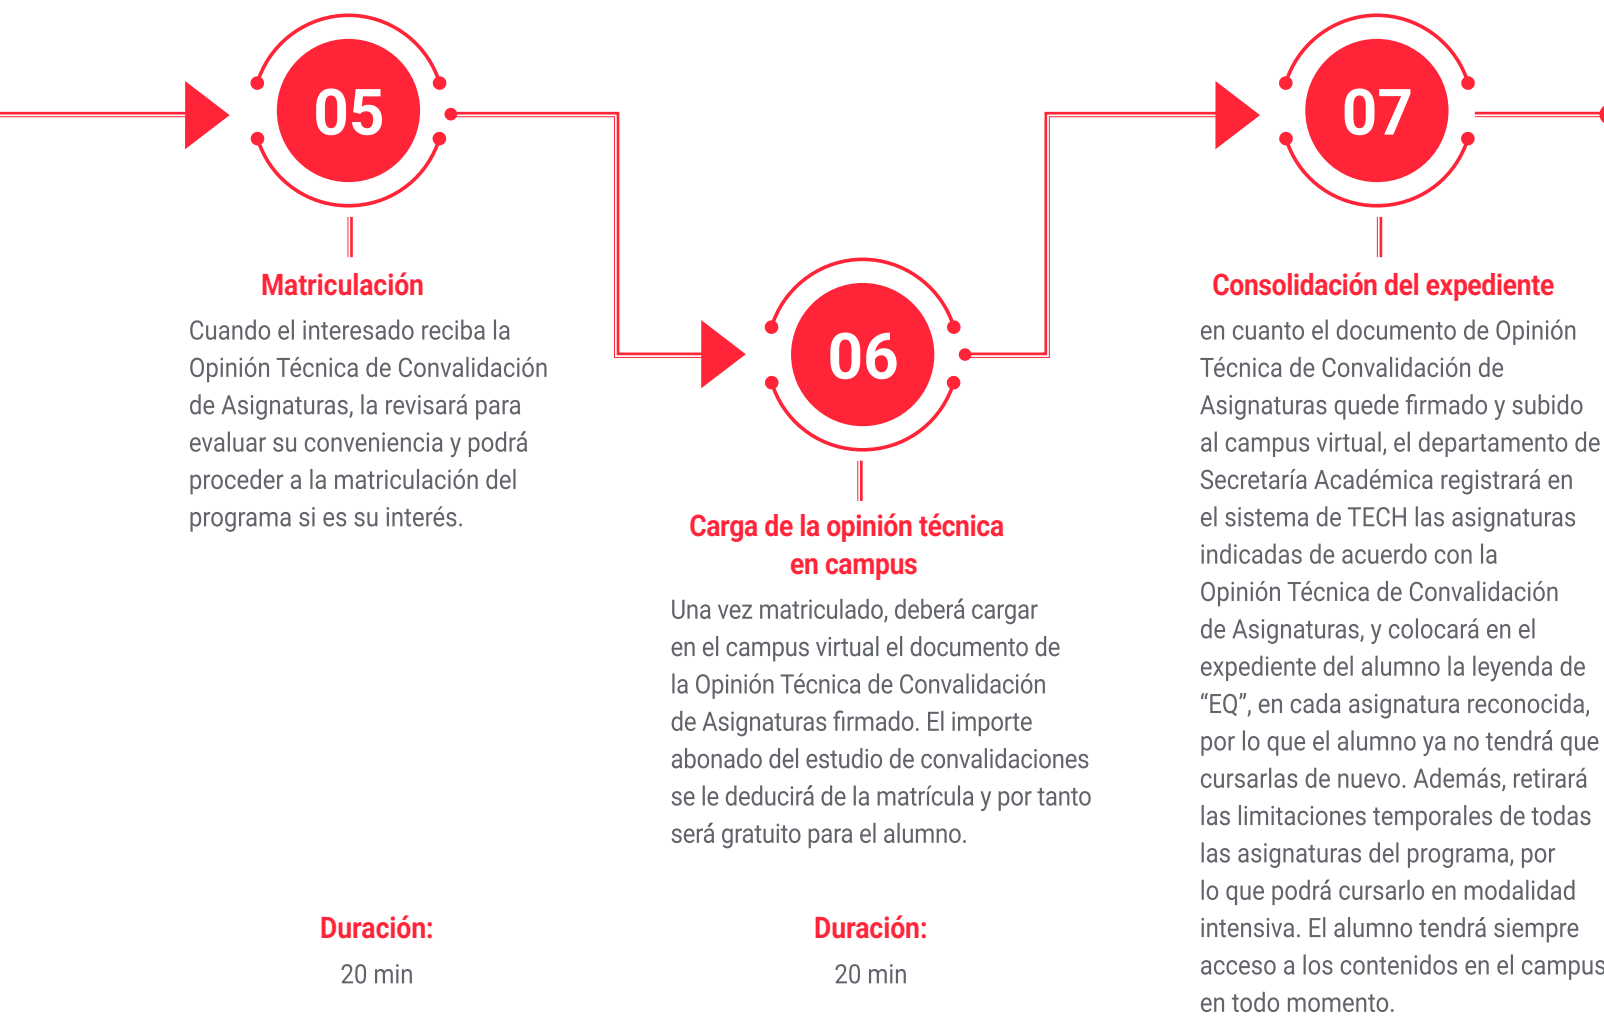 05
Matriculación
Cuando el interesado reciba la
Opinión Técnica de Convalidación
de Asignaturas, la revisará para
evaluar su conveniencia y podrá
proceder a la matriculación del
programa si es su interés.
Duración:
20 min
06
Carga de la opinión técnica
en campus
Una vez matriculado, deberá cargar
en el campus virtual el documento de
la Opinión Técnica de Convalidación
de Asignaturas firmado. El importe
abonado del estudio de convalidaciones
se le deducirá de la matrícula y por tanto
será gratuito para el alumno.
Duración:
20 min
07
Consolidación del expediente
en cuanto el documento de Opinión
Técnica de Convalidación de
Asignaturas quede firmado y subido
al campus virtual, el departamento de
Secretaría Académica registrará en
el sistema de TECH las asignaturas
indicadas de acuerdo con la
Opinión Técnica de Convalidación
de Asignaturas, y colocará en el
expediente del alumno la leyenda de
“EQ”, en cada asignatura reconocida,
por lo que el alumno ya no tendrá que
cursarlas de nuevo. Además, retirará
las limitaciones temporales de todas
las asignaturas del programa, por
lo que podrá cursarlo en modalidad
intensiva. El alumno tendrá siempre
acceso a los contenidos en el campus
en todo momento.